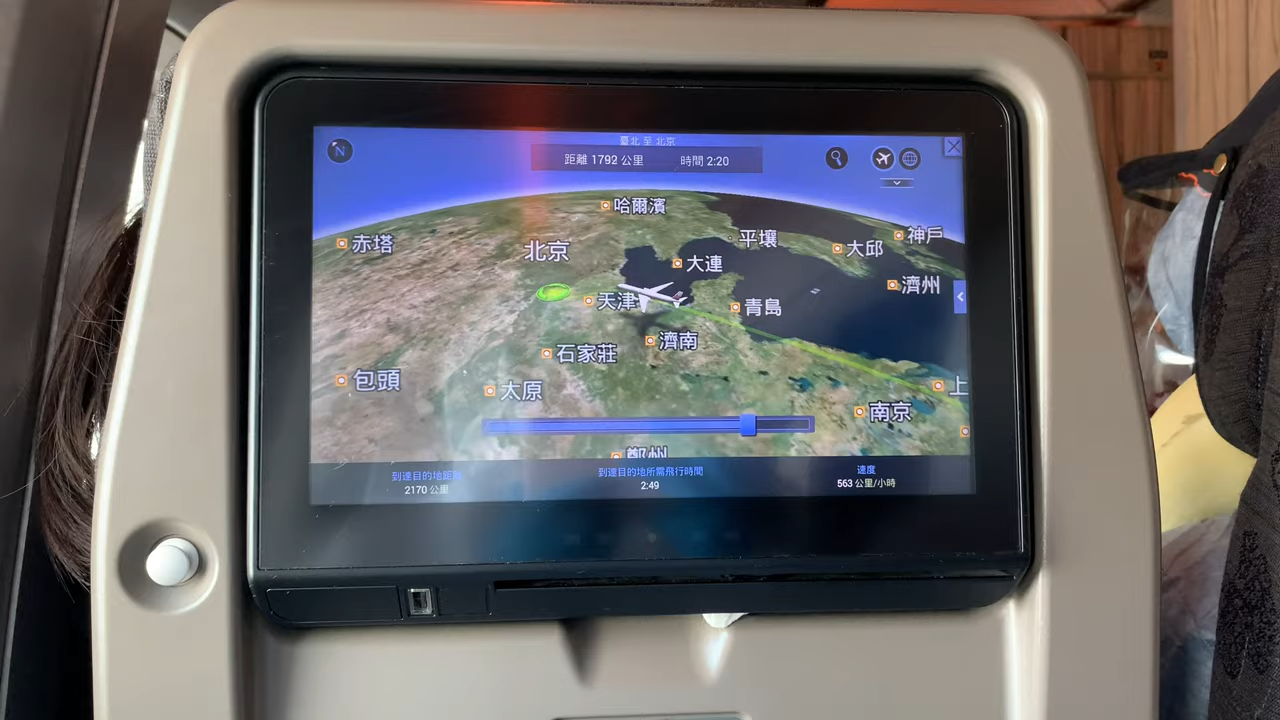 臺北 至 北京
N
距離 1792 公里 時間 2:20
哈爾濱
赤塔
北京
平壤
大邱
神戶
大連
濟州
天津
青島
濟南
石家莊
包頭
太原
上
南京
鄭州
到達目的地距離
2170 公里
到達目的地所需飛行時間
2:49
速度
563 公里/小時